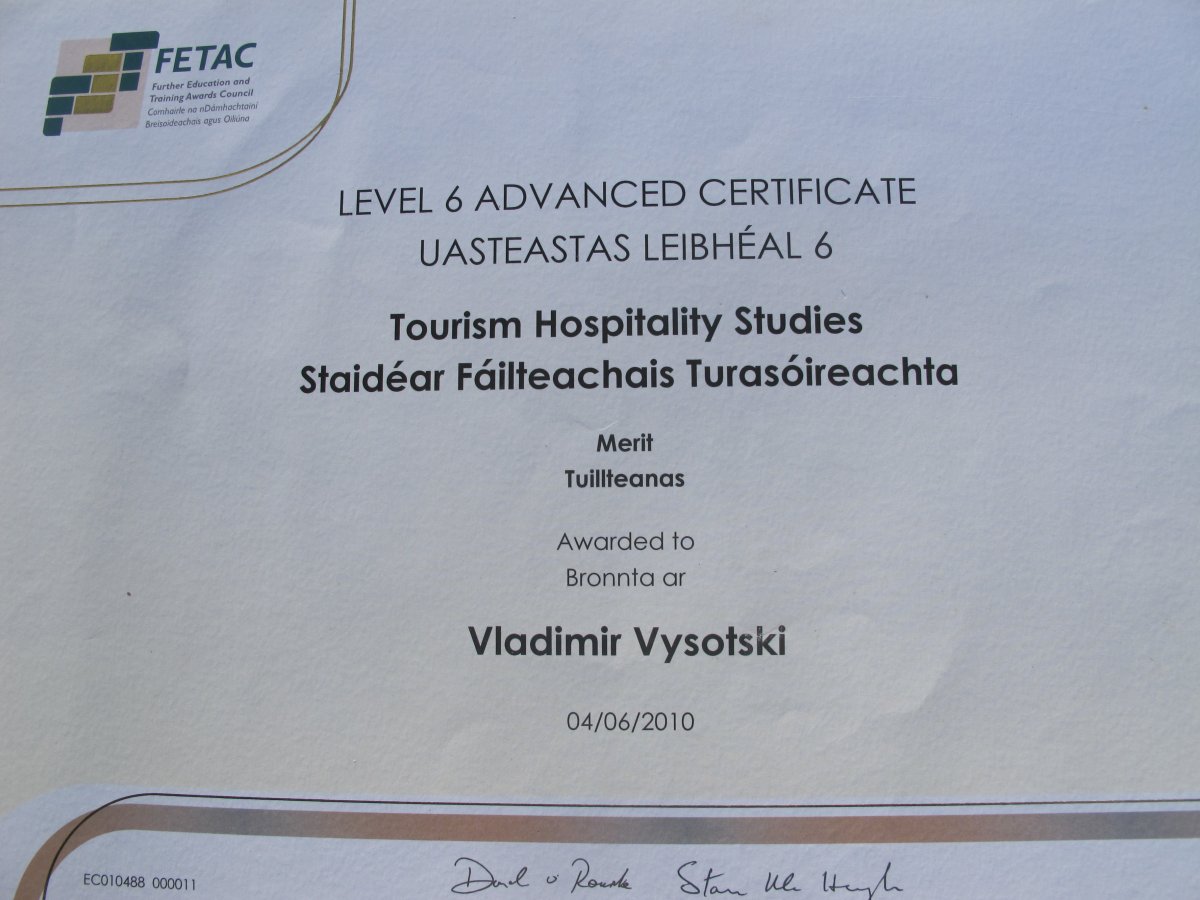 FETAC
Further Education and
Training Awards Council
Comhairle na nDámhachtainí
Breisoideachais agus Oiliúna
LEVEL 6 ADVANCED CERTIFICATE
UASTEASTAS LEIBHÉAL 6
Tourism Hospitality Studies
Staidéar Fáilteachais Turasóireachta
Merit
Tuillteanas
Awarded to
Bronnta ar
Vladimir Vysotski
04/06/2010
EC010488 000011